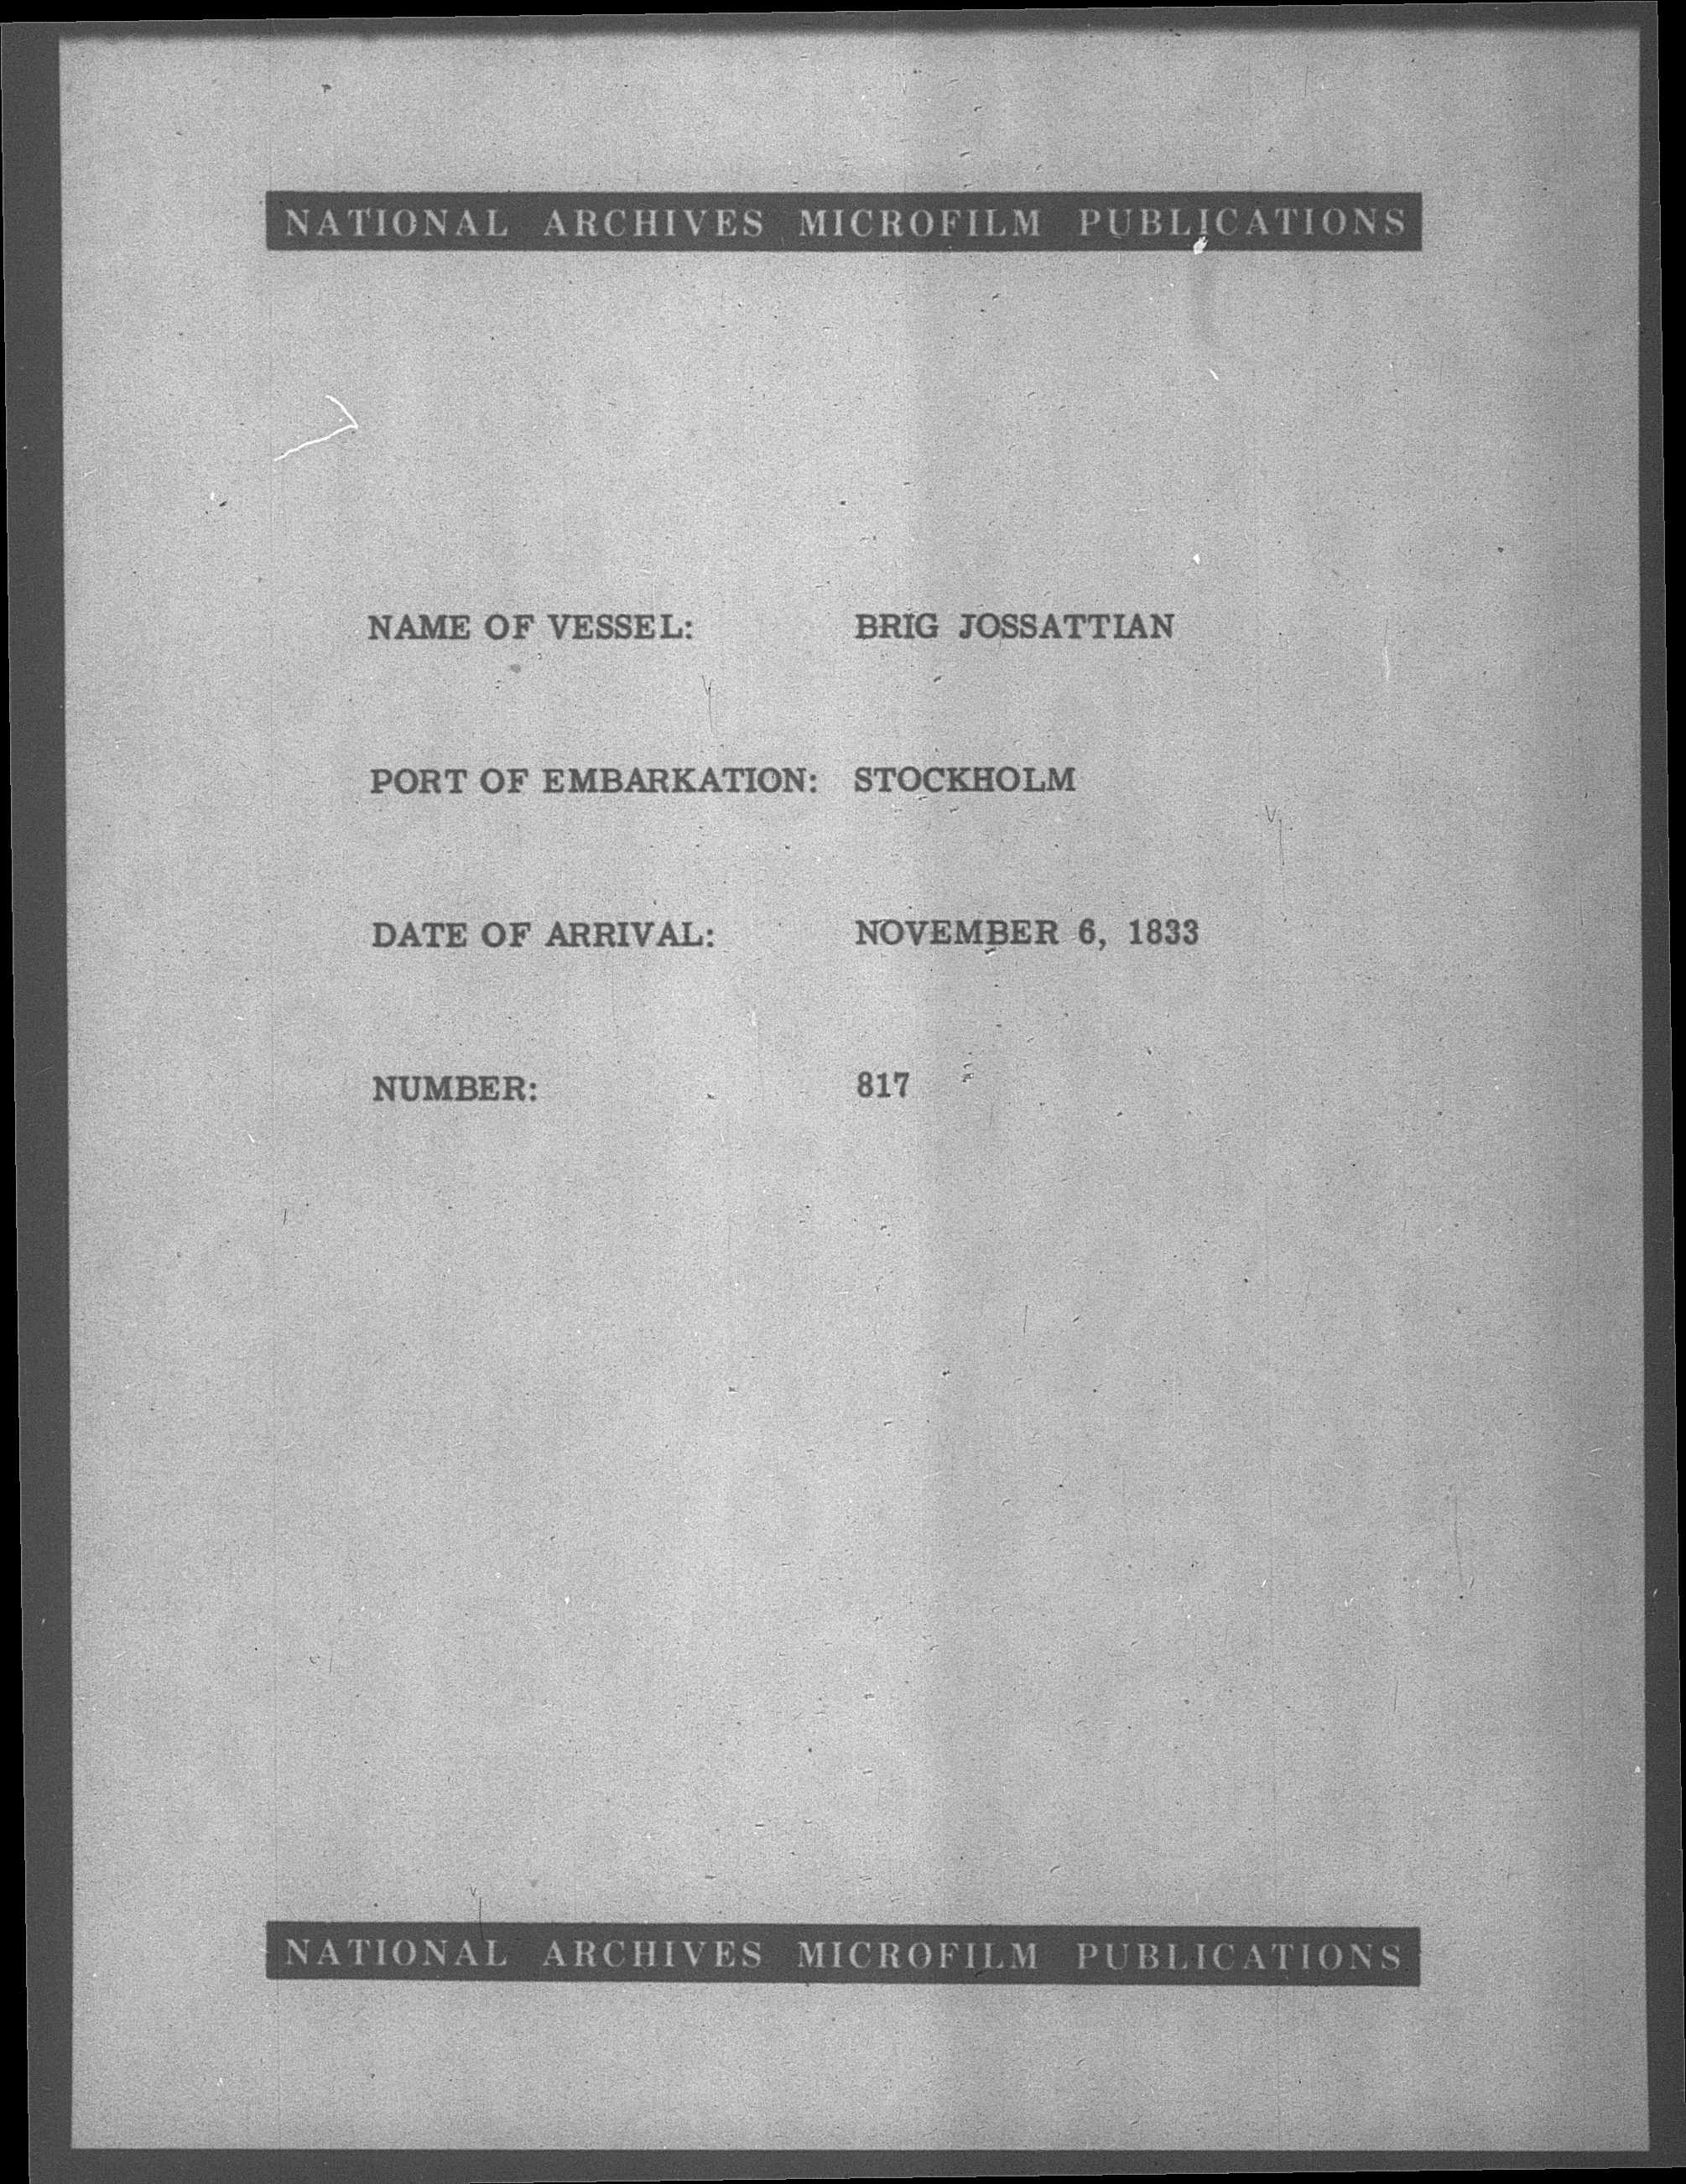 NATIONAL ARCHIVES MICROFILM PUBLICATIONS
NAME OF VESSEL: BRIG JOSSATTIAN
PORT OF EMBARKATION: STOCKHOLM
DATE OF ARRIVAL: NOVEMBER 6, 1833
NUMBER: 817
NATIONAL ARCHIVES MICROFILM PUBLICATIONS